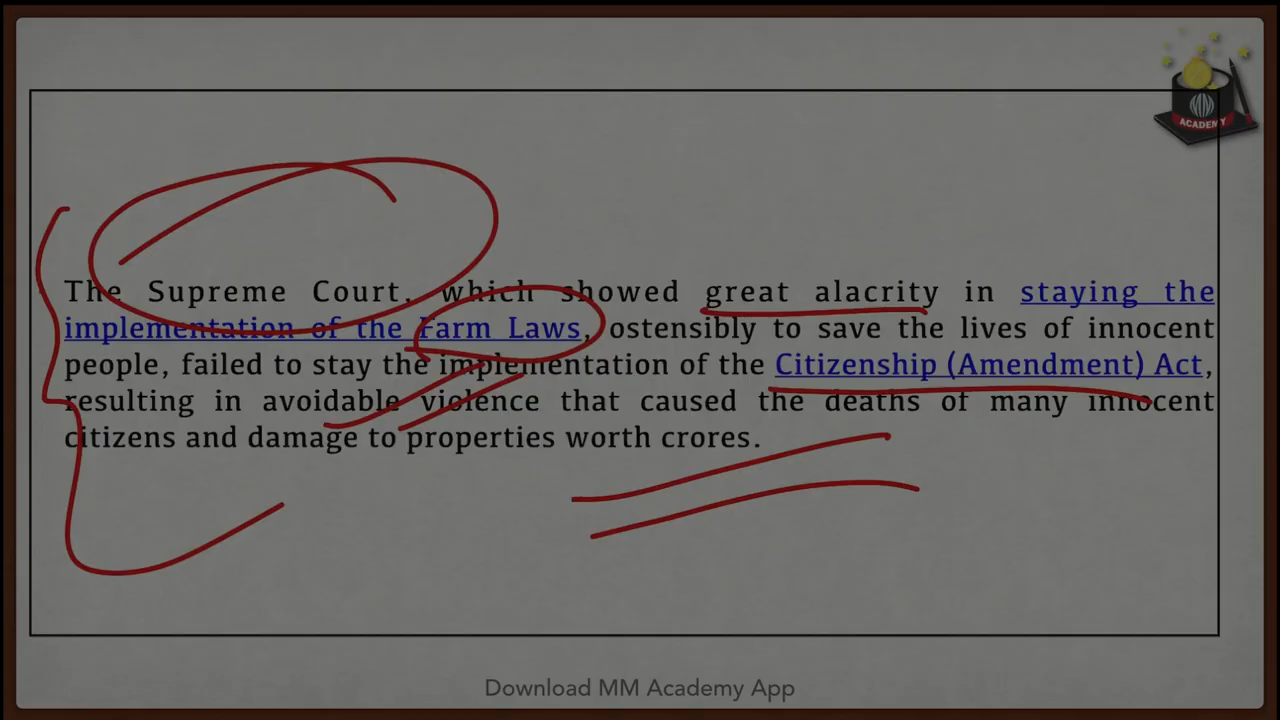 MM
ACADEMY
The Supreme Court, which showed great alacrity in staying the
implementation of the Farm Laws, ostensibly to save the lives of innocent
people, failed to stay the implementation of the Citizenship (Amendment) Act,
resulting in avoidable violence that caused the deaths of many innocent
citizens and damage to properties worth crores.
Download MM Academy App